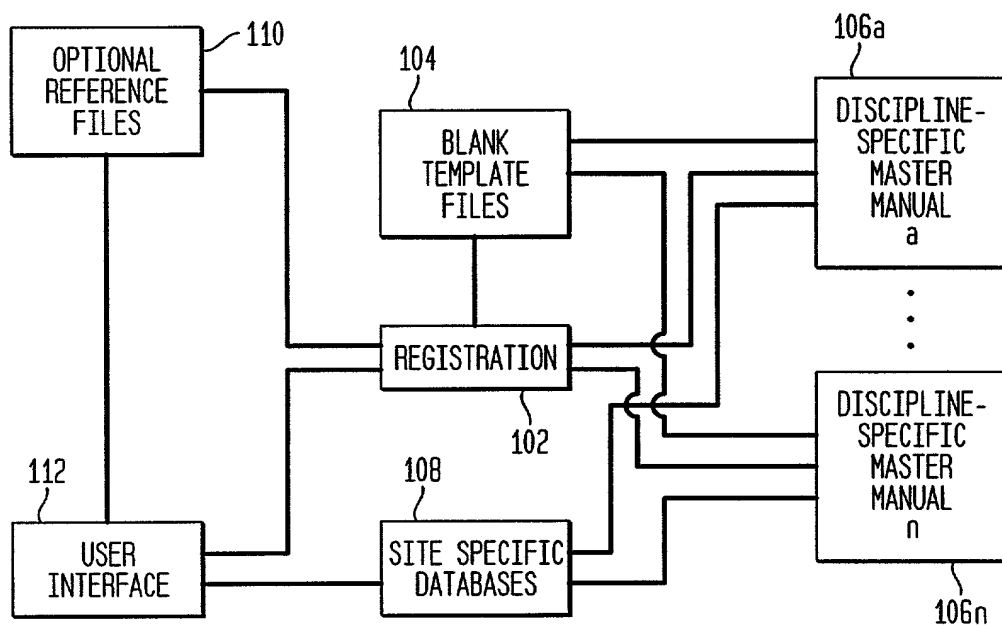 110
OPTIONAL
REFERENCE
FILES
104
BLANK
TEMPLATE
FILES
106a
DISCIPLINE-
SPECIFIC
MASTER
MANUAL
a
REGISTRATION
102
112
USER
INTERFACE
108
SITE SPECIFIC
DATABASES
DISCIPLINE-
SPECIFIC
MASTER
MANUAL
n
106n